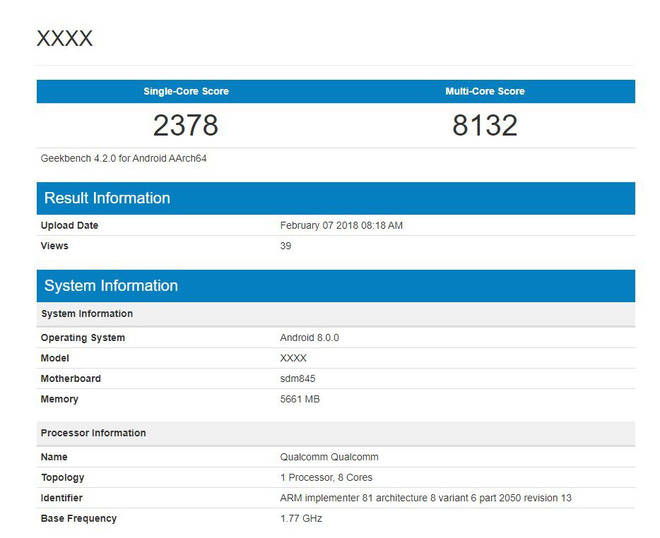 XXXX
Single-Core Score Multi-Core Score
2378 8132
Geekbench 4.2.0 for Android AArch64
Result Information
Upload Date February 07 2018 08:18 AM
Views 39
System Information
System Information
Operating System Android 8.0.0
Model XXXX
Motherboard sdm845
Memory 5661 MB
Processor Information
Name Qualcomm Qualcomm
Topology 1 Processor, 8 Cores
Identifier ARM implementer 81 architecture 8 variant 6 part 2050 revision 13
Base Frequency 1.77 GHz